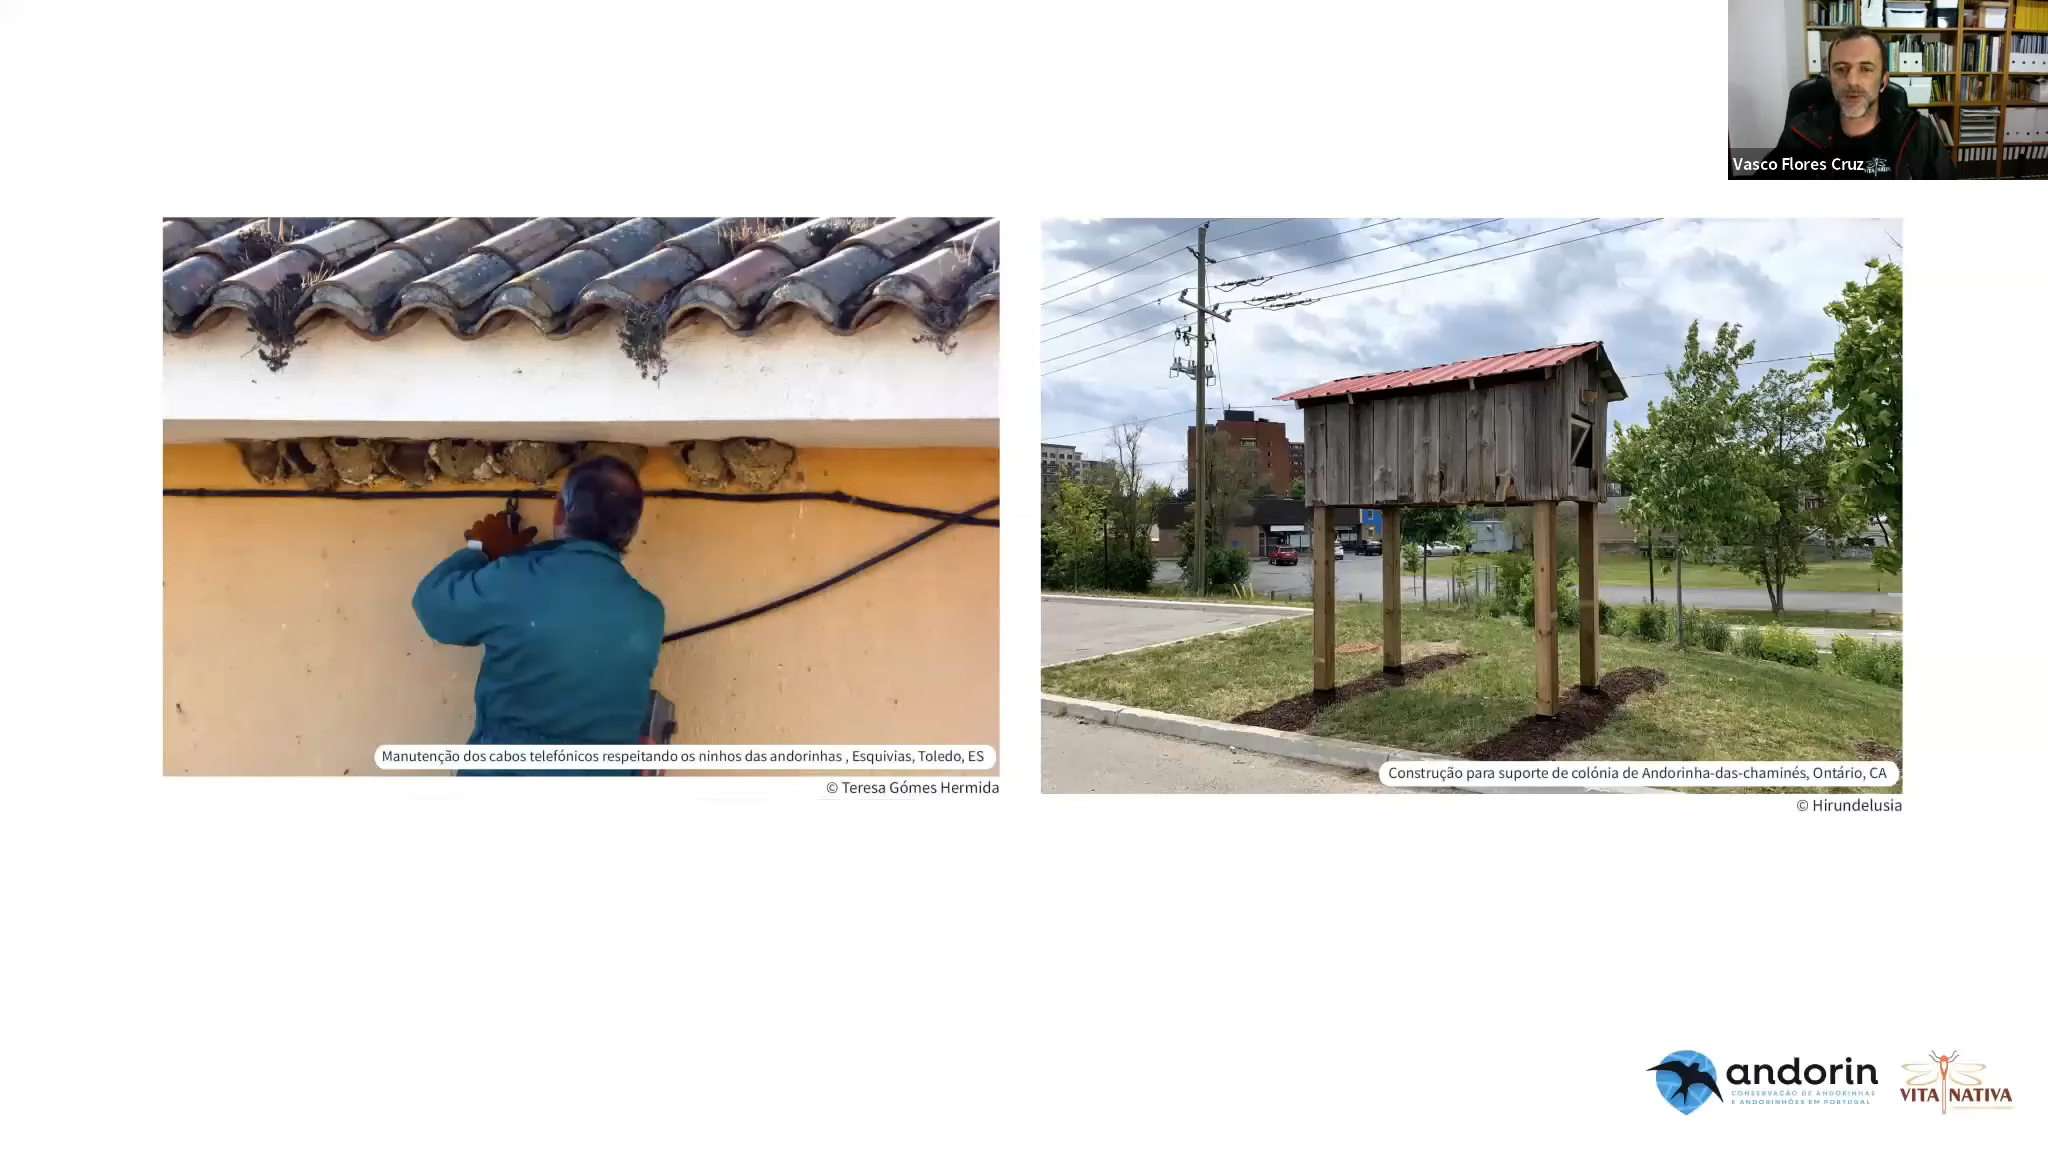 Vasco Flores Cruz
Manutenção dos cabos telefónicos respeitando os ninhos das andorinhas , Esquivias, Toledo, ES
© Teresa Gómes Hermida
Construção para suporte de colónia de Andorinha-das-chaminés, Ontário, CA
© Hirundelusia
andorin
CONSERVAÇÃO DE ANDORINHAS
E ANDORINHÕES EM PORTUGAL
VITA NATIVA